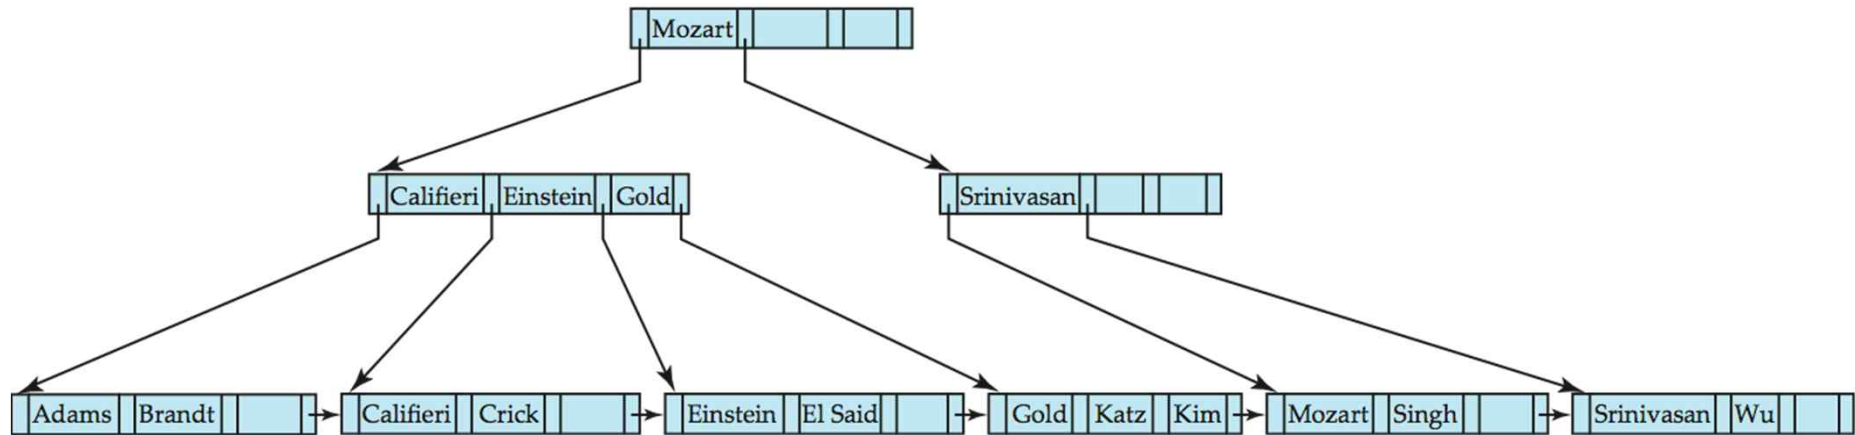 Mozart
Califieri Einstein Gold Srinivasan
Adams Brandt Califieri Crick Einstein El Said Gold Katz Kim Mozart Singh Srinivasan Wu